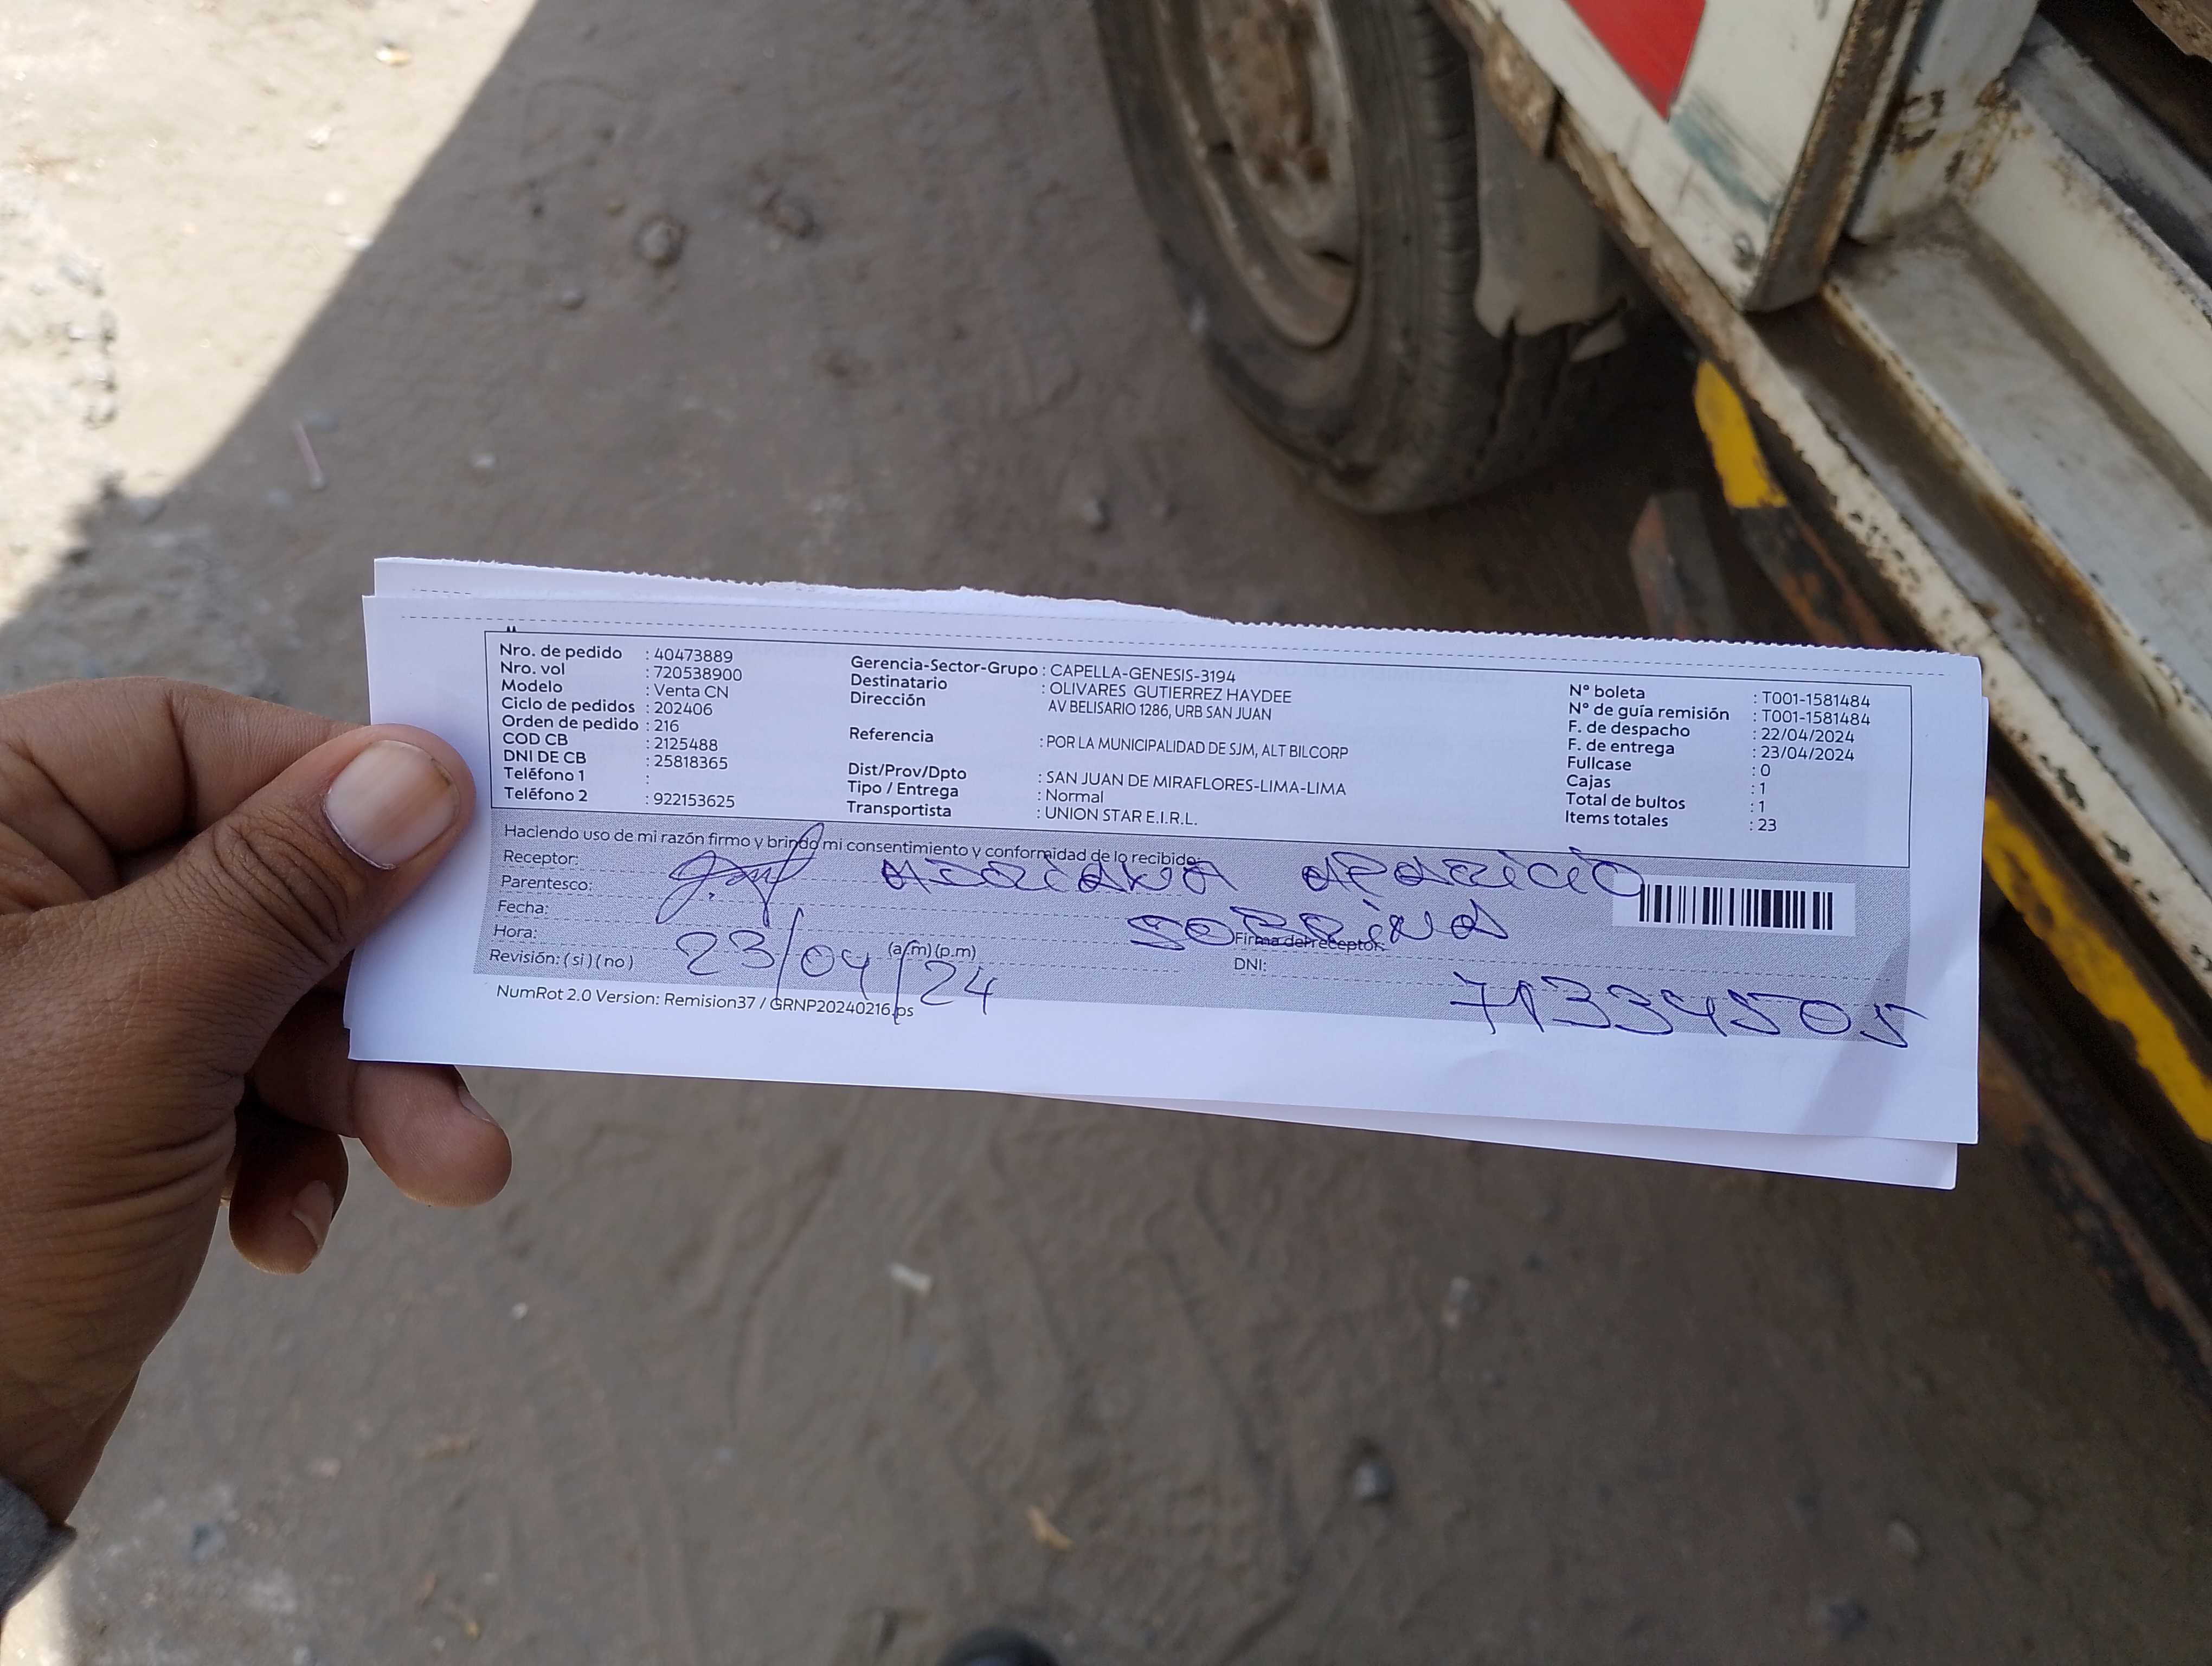 Nro. de pedido : 40473889
Nro. vol : 720538900
Modelo : Venta CN
Ciclo de pedidos : 202406
Orden de pedido : 216
COD CB : 2125488
DNI DE CB : 25818365
Teléfono 1 :
Teléfono 2 : 922153625
Gerencia-Sector-Grupo : CAPELLA-GENESIS-3194
Destinatario : OLIVARES GUTIERREZ HAYDEE
Dirección AV BELISARIO 1286, URB SAN JUAN
Referencia : POR LA MUNICIPALIDAD DE SJM, ALT BILCORP
Dist/Prov/Dpto : SAN JUAN DE MIRAFLORES-LIMA-LIMA
Tipo / Entrega : Normal
Transportista : UNION STAR E.I.R.L.
N° boleta : T001-1581484
N° de guía remisión : T001-1581484
F. de despacho : 22/04/2024
F. de entrega : 23/04/2024
Fullcase : 0
Cajas : 1
Total de bultos : 1
Items totales : 23
Haciendo uso de mi razón firmo y brindo mi consentimiento y conformidad de lo recibido:
Receptor: ADRIANA APARICIO
Parentesco: SOBRINA
Fecha: 23/04/24
Hora: (a.m) (p.m)
Firma del receptor:
Revisión: ( si ) ( no )
DNI: 71334505
NumRot 2.0 Version: Remision37 / GRNP20240216.ps